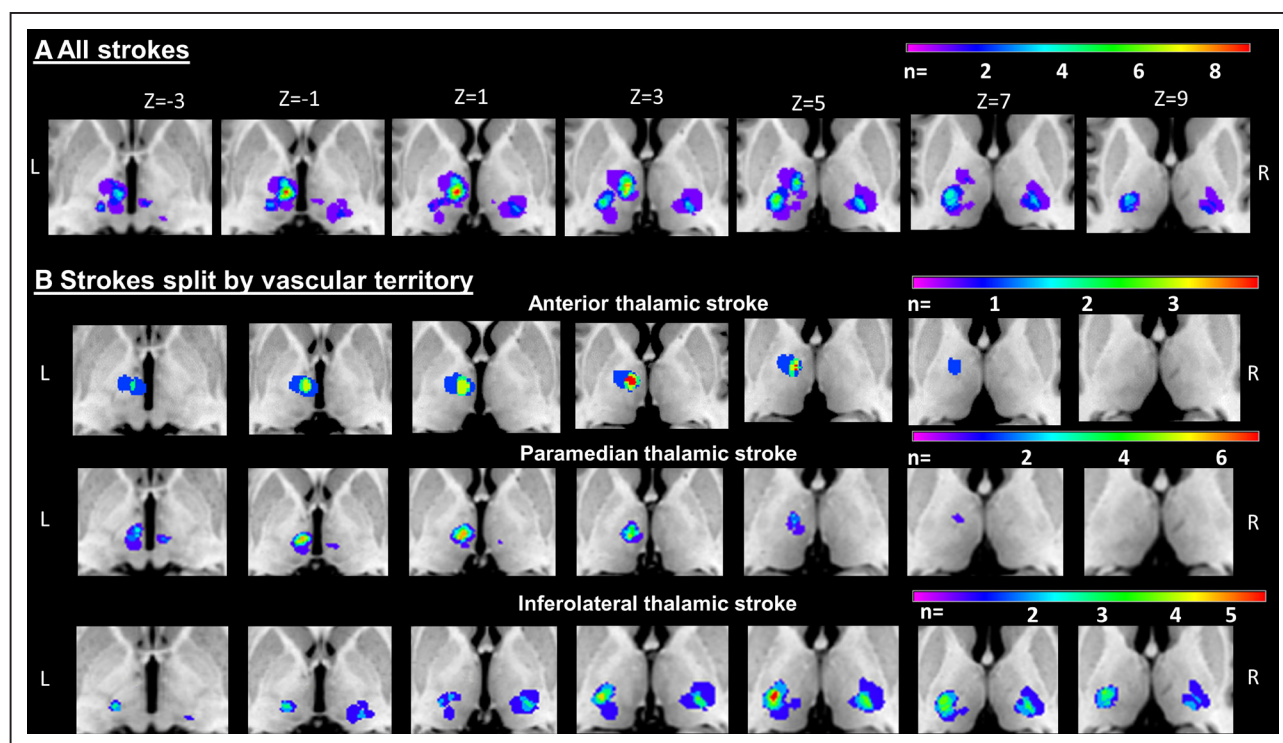 A All strokes
n= 2 4 6 8
Z=-3 Z=-1 Z=1 Z=3 Z=5 Z=7 Z=9
L R
B Strokes split by vascular territory
n= 1 2 3
Anterior thalamic stroke
L R
Paramedian thalamic stroke
n= 2 4 6
L R
Inferolateral thalamic stroke
n= 2 3 4 5
L R